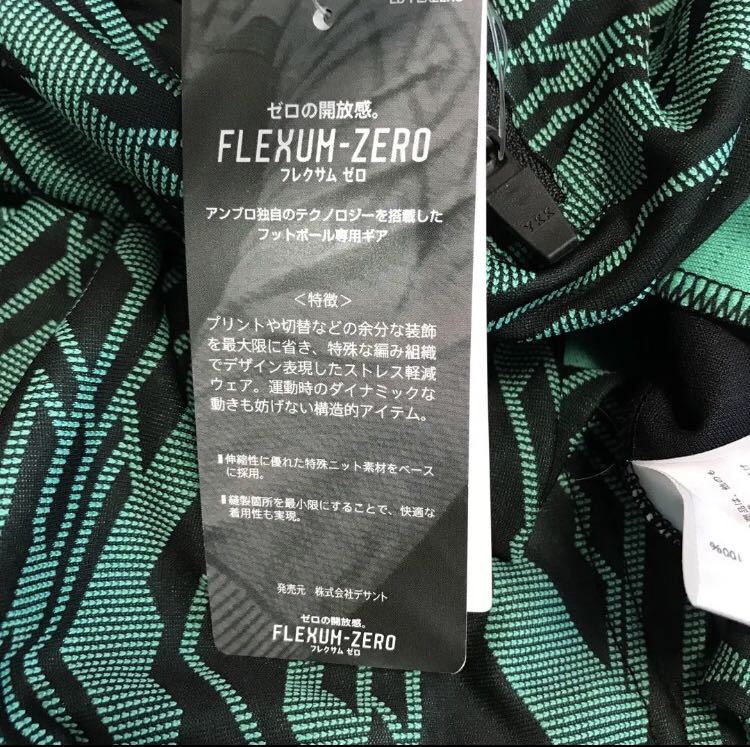 ゼロの開放感。
FLEXUM-ZERO
フレクサム ゼロ
アンブロ独自のテクノロジーを搭載した
フットボール専用ギア
＜特徴＞
プリントや切替などの余分な装飾
を最大限に省き、特殊な編み組織
でデザイン表現したストレス軽減
ウェア。運動時のダイナミックな
動きも妨げない構造的アイテム。
▮伸縮性に優れた特殊ニット素材をベース
に採用。
▮縫製箇所を最小限にすることで、快適な
着用性も実現。
発売元 株式会社デサント
ゼロの開放感。
FLEXUM-ZERO
フレクサム ゼロ
YKK
100%